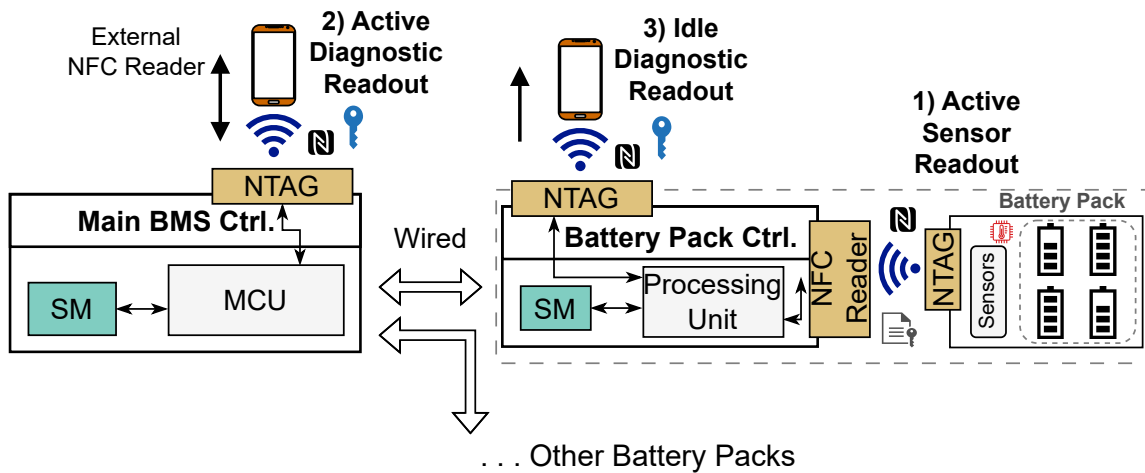 External
NFC Reader
2) Active
Diagnostic
Readout
3) Idle
Diagnostic
Readout
1) Active
Sensor
Readout
NTAG
Main BMS Ctrl.
SM
MCU
Wired
NTAG
Battery Pack Ctrl.
SM
Processing
Unit
NFC
Reader
Battery Pack
NTAG
Sensors
. . . Other Battery Packs